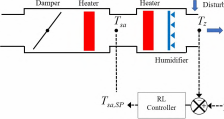 Damper Heater Heater Disturb
T_sa T_z
Humidifier
T_sa,SP RL
Controller